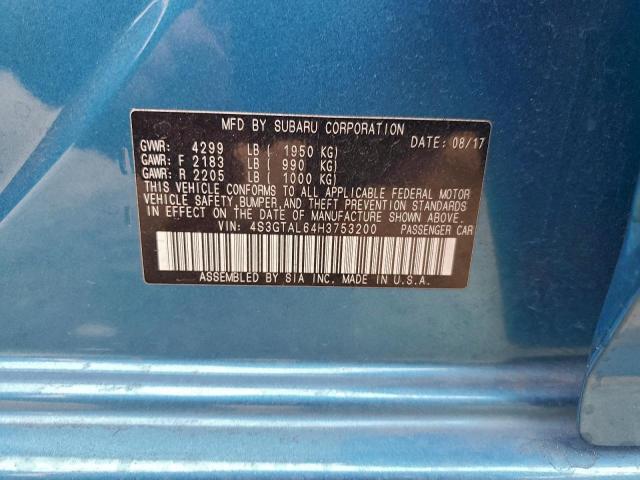 MFD BY SUBARU CORPORATION
GVWR: 4299 LB ( 1950 KG) DATE: 08/17
GAWR: F 2183 LB ( 990 KG)
GAWR: R 2205 LB ( 1000 KG)
THIS VEHICLE CONFORMS TO ALL APPLICABLE FEDERAL MOTOR
VEHICLE SAFETY, BUMPER, AND THEFT PREVENTION STANDARDS
IN EFFECT ON THE DATE OF MANUFACTURE SHOWN ABOVE.
VIN: 4S3GTAL64H3753200 PASSENGER CAR
ASSEMBLED BY SIA INC. MADE IN U.S.A.